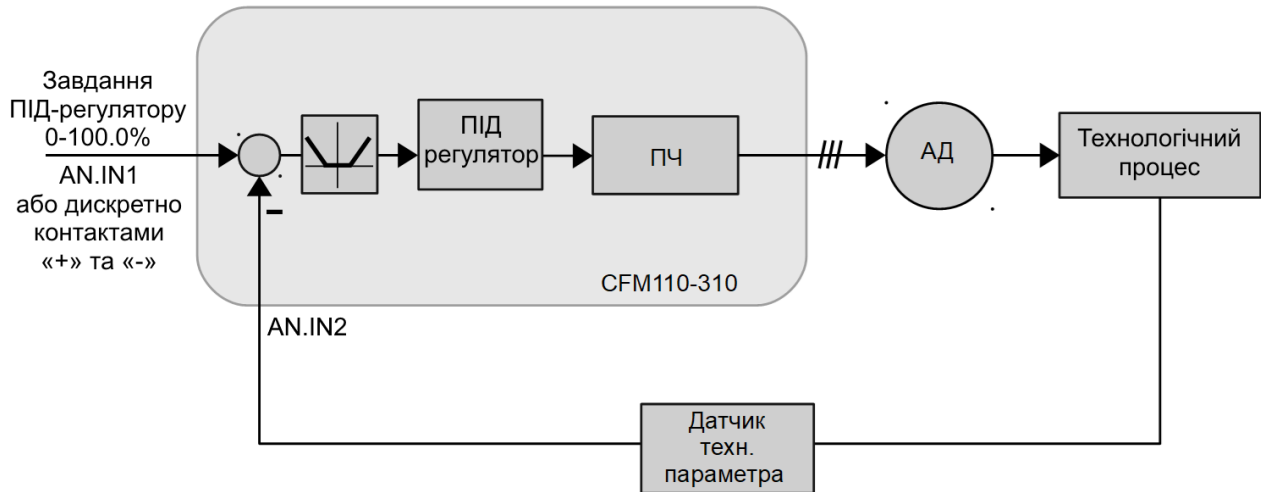 Завдання
ПІД-регулятору
0-100.0%
AN.IN1
або дискретно
контактами
«+» та «-»
-
ПІД
регулятор
ПЧ
АД
Технологічний
процес
CFM110-310
AN.IN2
Датчик
техн.
параметра